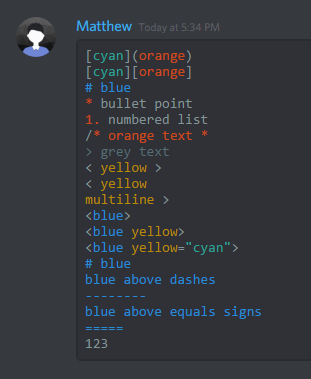 Matthew Today at 5:34 PM
[cyan](orange)
[cyan][orange]
# blue
* bullet point
1. numbered list
/* orange text *
> grey text
< yellow >
< yellow
multiline >
<blue>
<blue yellow>
<blue yellow="cyan">
# blue
blue above dashes
--------
blue above equals signs
=====
123